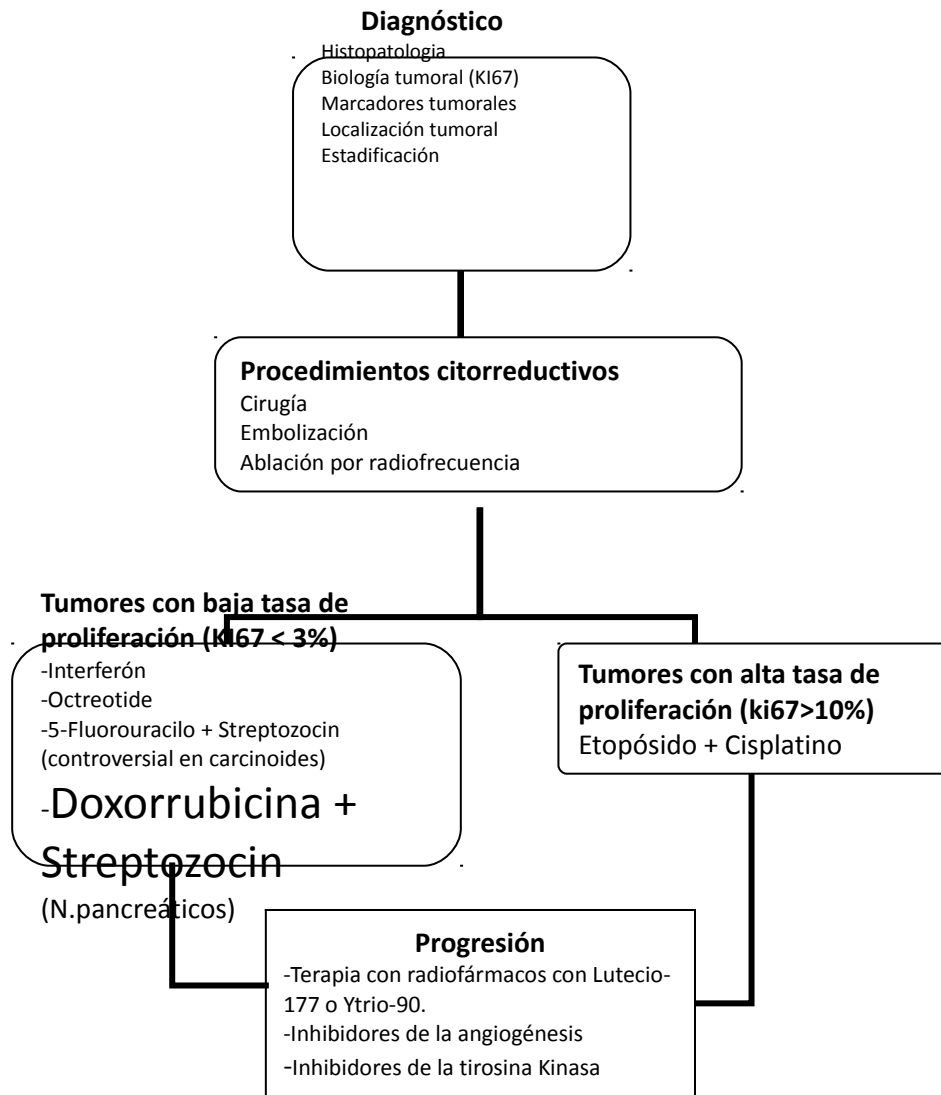 Diagnóstico
Histopatologia
Biología tumoral (KI67)
Marcadores tumorales
Localización tumoral
Estadificación
Procedimientos citorreductivos
Cirugía
Embolización
Ablación por radiofrecuencia
Tumores con baja tasa de
proliferación (KI67 < 3%)
-Interferón
-Octreotide
-5-Fluorouracilo + Streptozocin
(controversial en carcinoides)
-Doxorrubicina +
Streptozocin
(N.pancreáticos)
Tumores con alta tasa de
proliferación (ki67>10%)
Etopósido + Cisplatino
Progresión
-Terapia con radiofármacos con Lutecio-
177 o Ytrio-90.
-Inhibidores de la angiogénesis
-Inhibidores de la tirosina Kinasa